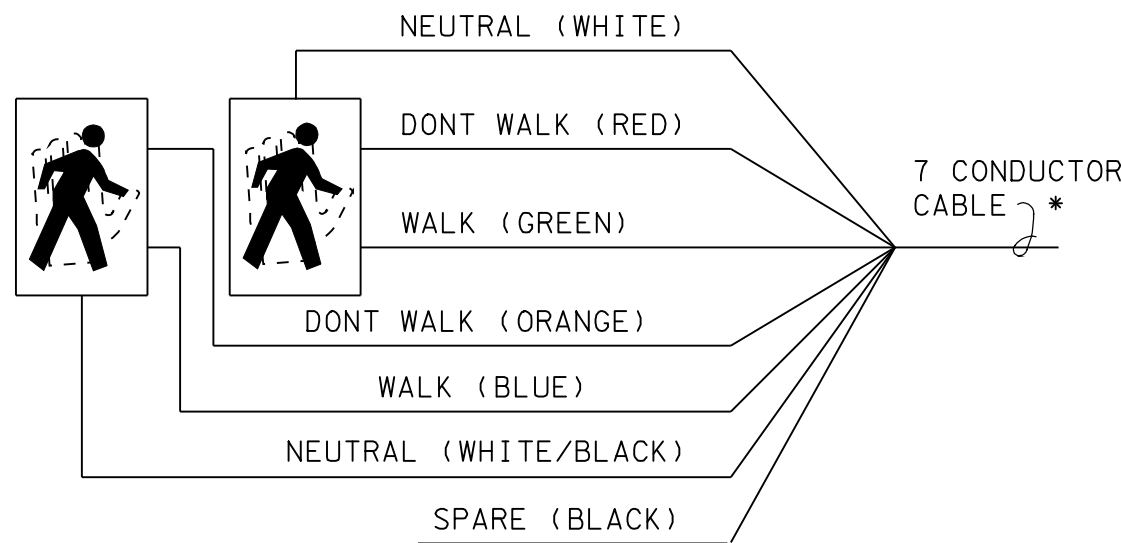 NEUTRAL (WHITE)
DONT WALK (RED)
7 CONDUCTOR
CABLE *
WALK (GREEN)
DONT WALK (ORANGE)
WALK (BLUE)
NEUTRAL (WHITE/BLACK)
SPARE (BLACK)